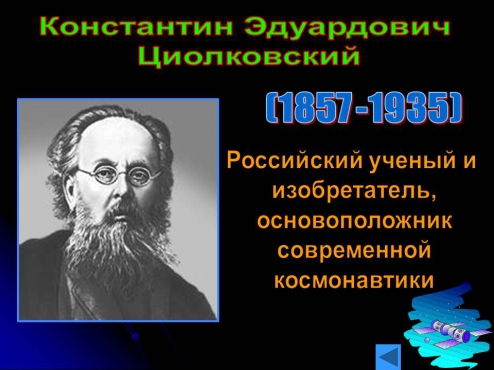 Константин Эдуардович
Циолковский
(1857-1935)
Российский ученый и
изобретатель,
основоположник
современной
космонавтики